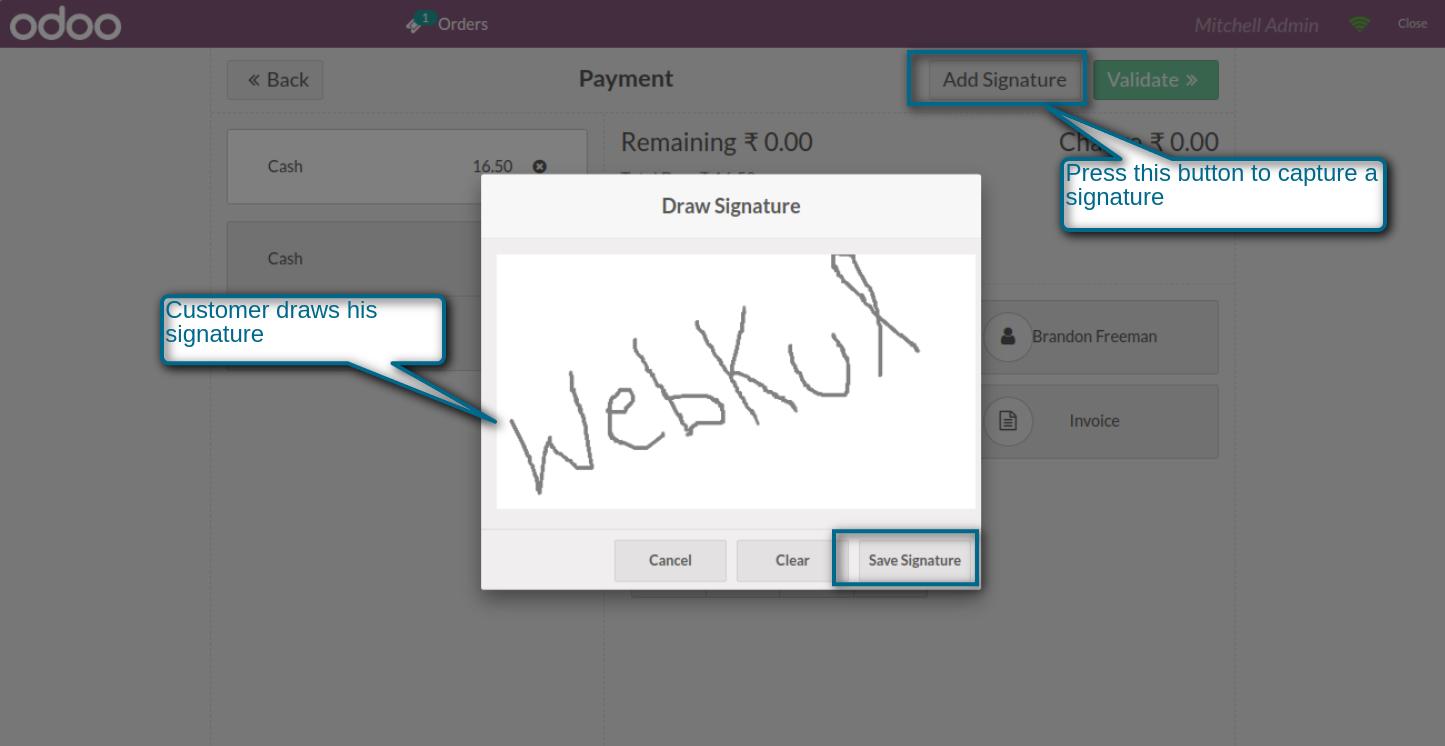 odoo
1 Orders
Mitchell Admin
Close
Back
Payment
Add Signature
Validate
Cash 16.50
Remaining ₹ 0.00
₹ 0.00
Press this button to capture a
signature
Draw Signature
Cash
Customer draws his
signature
WebKul
Brandon Freeman
Invoice
Cancel
Clear
Save Signature